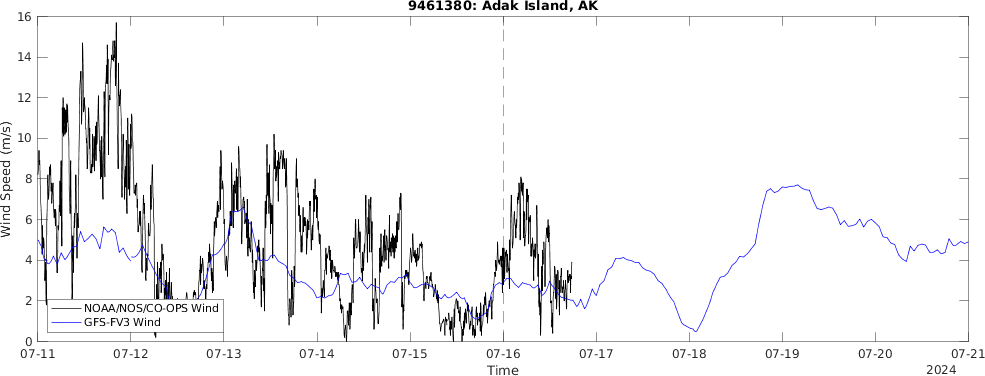 9461380: Adak Island, AK
Wind Speed (m/s)
16
14
12
10
8
6
4
2
0
NOAA/NOS/CO-OPS Wind
GFS-FV3 Wind
07-11 07-12 07-13 07-14 07-15 07-16 07-17 07-18 07-19 07-20 07-21
Time
2024